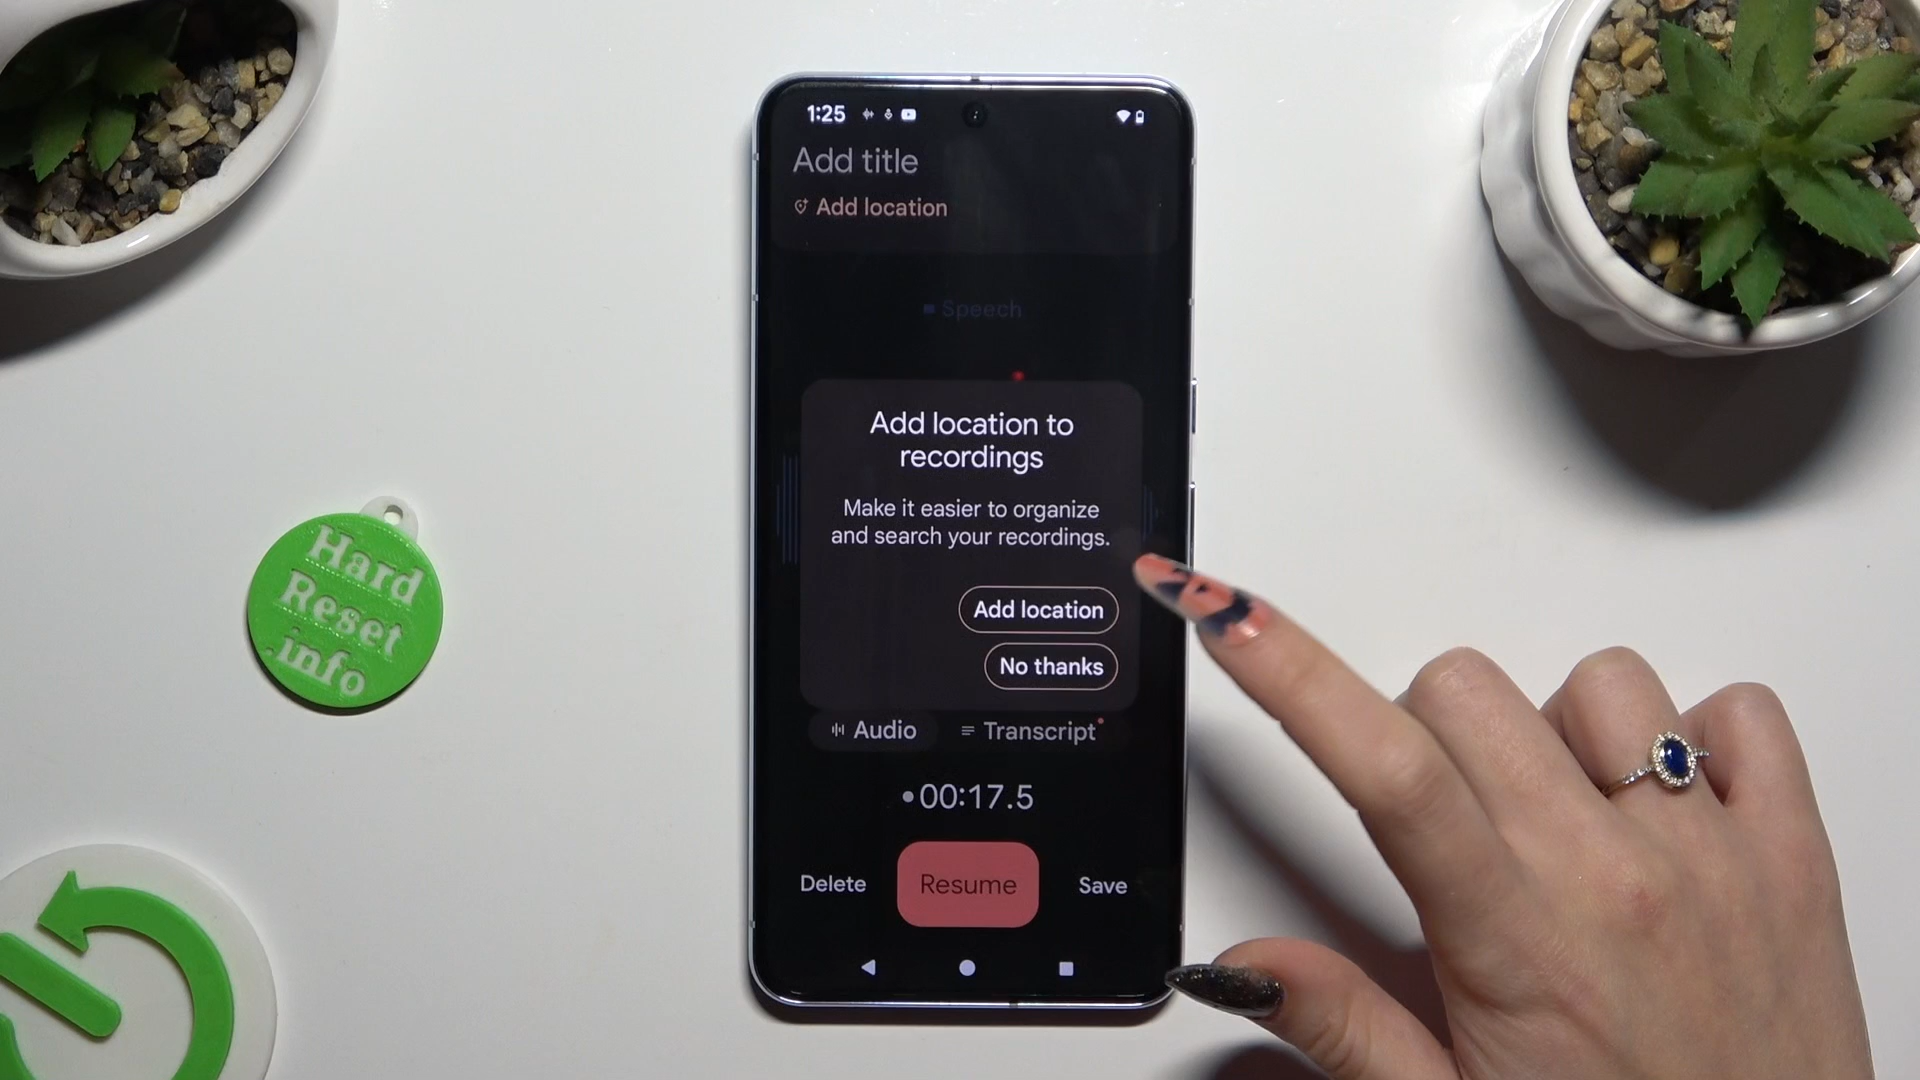 1:25
Add title
Add location
Speech
Add location to
recordings
Make it easier to organize
and search your recordings.
Add location
No thanks
Audio
Transcript
00:17.5
Delete
Resume
Save
Hard
Reset
.info